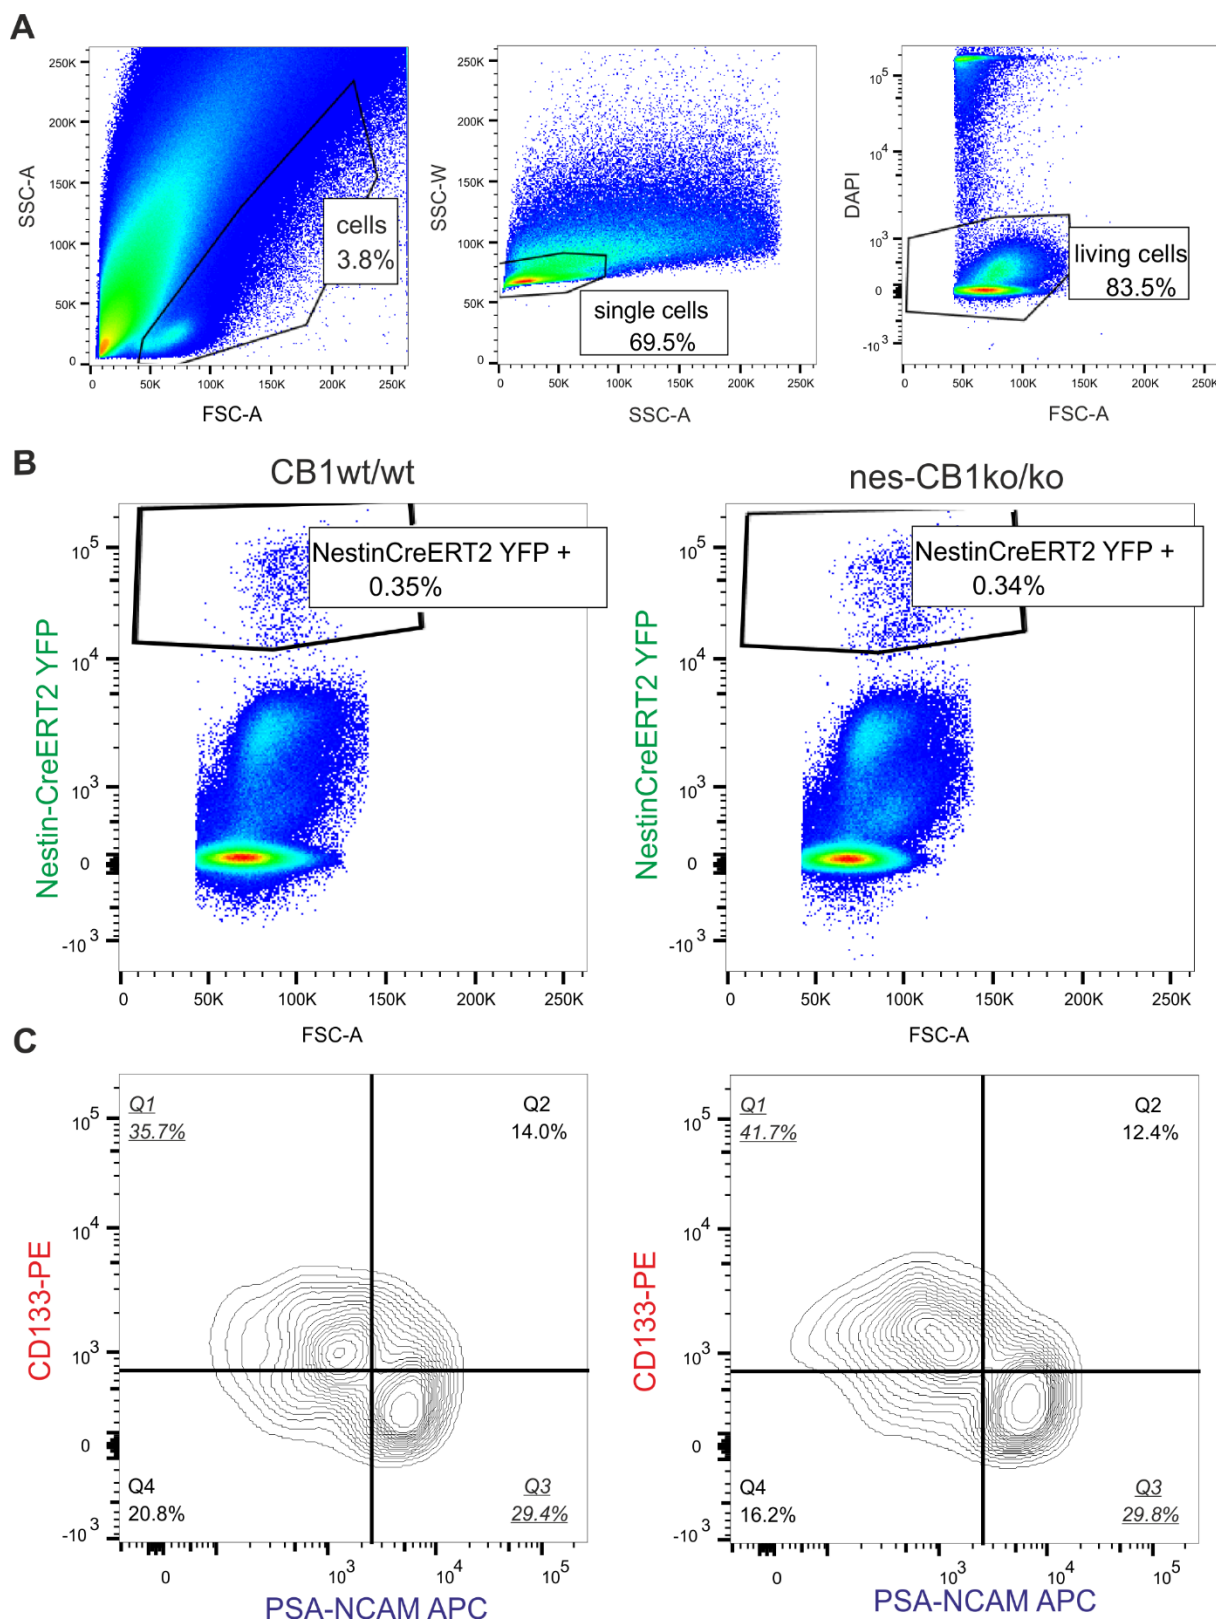 A
SSC-A
250K
200K
150K
100K
50K
0
cells
3.8%
0
50K
100K
150K
200K
250K
FSC-A
SSC-W
250K
200K
150K
100K
50K
0
single cells
69.5%
0
50K
100K
150K
200K
250K
SSC-A
DAPI
10^5
10^4
10^3
0
-10^3
living cells
83.5%
0
50K
100K
150K
200K
250K
FSC-A
B
CB1wt/wt
Nestin-CreERT2 YFP
10^5
10^4
10^3
0
-10^3
NestinCreERT2 YFP +
0.35%
0
50K
100K
150K
200K
250K
FSC-A
nes-CB1ko/ko
NestinCreERT2 YFP
10^5
10^4
10^3
0
-10^3
NestinCreERT2 YFP +
0.34%
0
50K
100K
150K
200K
250K
FSC-A
C
CD133-PE
10^5
10^4
10^3
0
-10^3
Q1
35.7%
Q2
14.0%
Q4
20.8%
Q3
29.4%
0
10^3
10^4
10^5
PSA-NCAM APC
CD133-PE
10^5
10^4
10^3
0
-10^3
Q1
41.7%
Q2
12.4%
Q4
16.2%
Q3
29.8%
0
10^3
10^4
10^5
PSA-NCAM APC